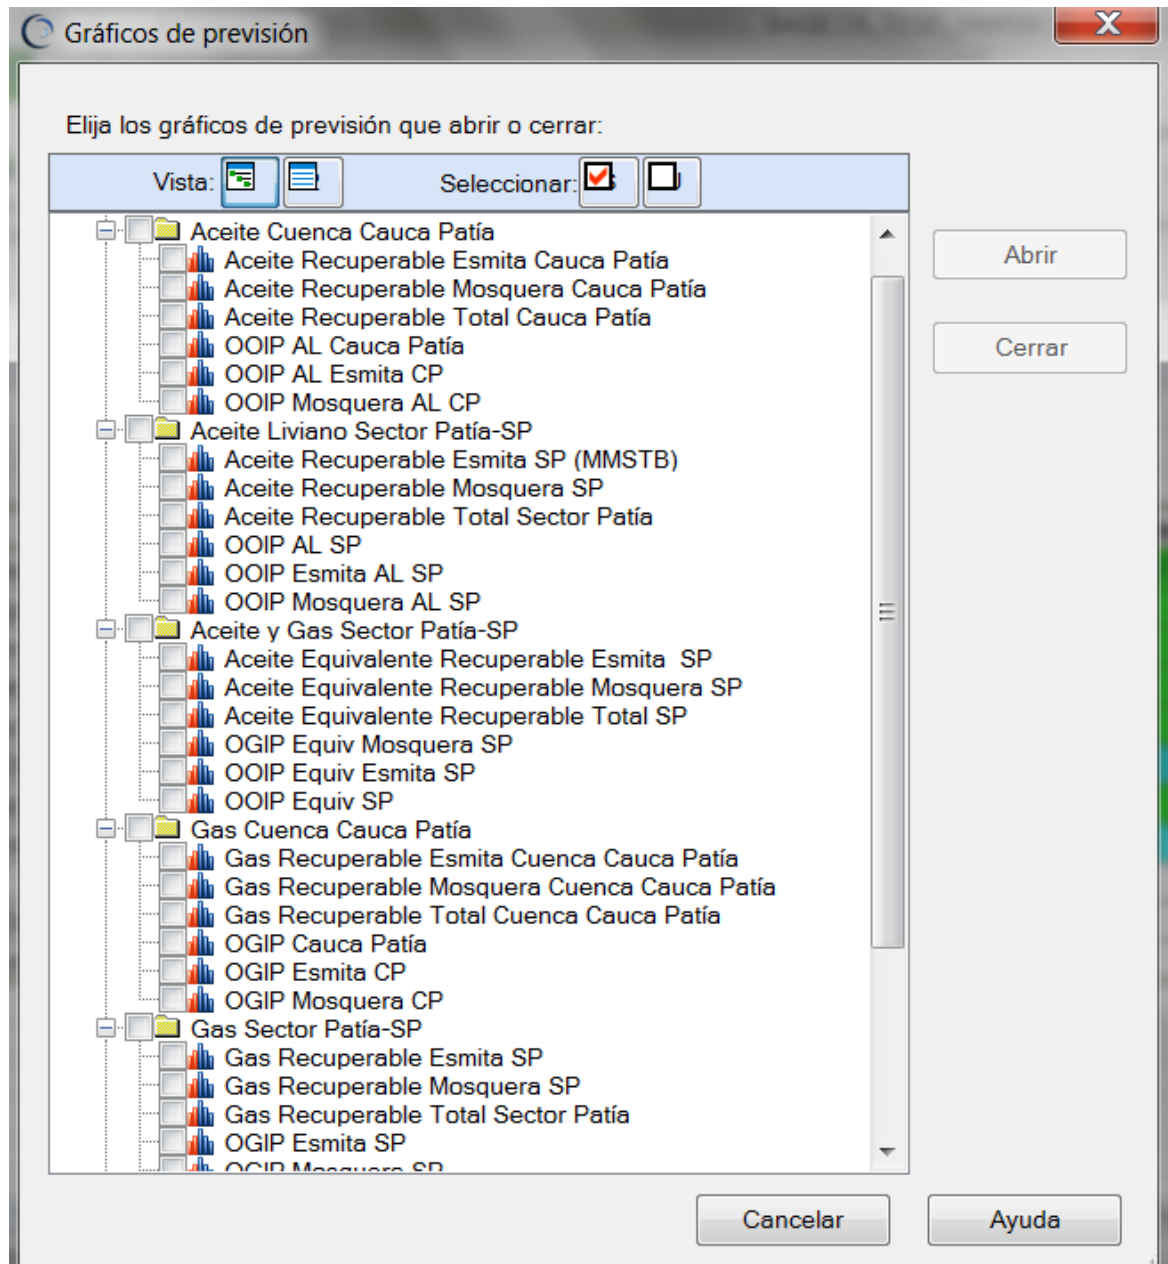 Gráficos de previsión
Elija los gráficos de previsión que abrir o cerrar:
Vista: Seleccionar:
Aceite Cuenca Cauca Patía
Aceite Recuperable Esmita Cauca Patía
Aceite Recuperable Mosquera Cauca Patía
Aceite Recuperable Total Cauca Patía
OOIP AL Cauca Patía
OOIP AL Esmita CP
OOIP Mosquera AL CP
Aceite Liviano Sector Patía-SP
Aceite Recuperable Esmita SP (MMSTB)
Aceite Recuperable Mosquera SP
Aceite Recuperable Total Sector Patía
OOIP AL SP
OOIP Esmita AL SP
OOIP Mosquera AL SP
Aceite y Gas Sector Patía-SP
Aceite Equivalente Recuperable Esmita  SP
Aceite Equivalente Recuperable Mosquera SP
Aceite Equivalente Recuperable Total SP
OGIP Equiv Mosquera SP
OOIP Equiv Esmita SP
OOIP Equiv SP
Gas Cuenca Cauca Patía
Gas Recuperable Esmita Cuenca Cauca Patía
Gas Recuperable Mosquera Cuenca Cauca Patía
Gas Recuperable Total Cuenca Cauca Patía
OGIP Cauca Patía
OGIP Esmita CP
OGIP Mosquera CP
Gas Sector Patía-SP
Gas Recuperable Esmita SP
Gas Recuperable Mosquera SP
Gas Recuperable Total Sector Patía
OGIP Esmita SP
OGIP Mosquera SP
Abrir
Cerrar
Cancelar
Ayuda